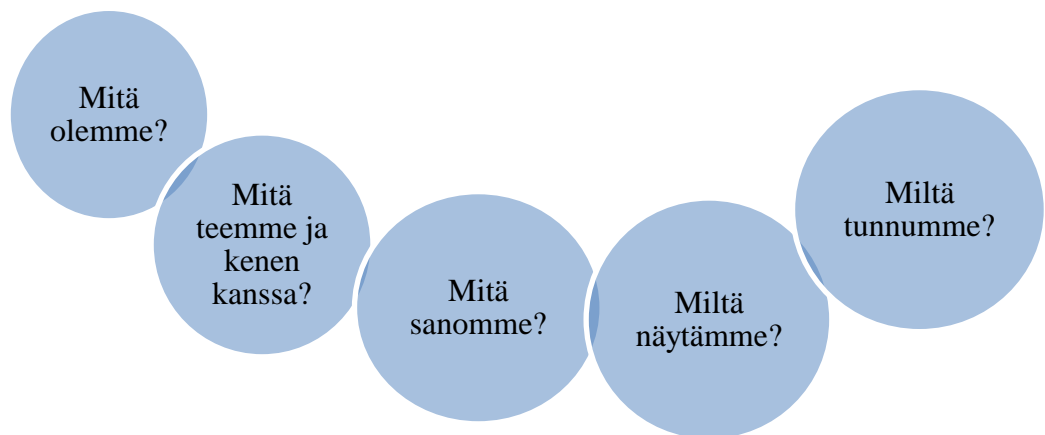 Mitä
olemme?
Mitä
teemme ja
kenen
kanssa?
Mitä
sanomme?
Miltä
näytämme?
Miltä
tunnumme?